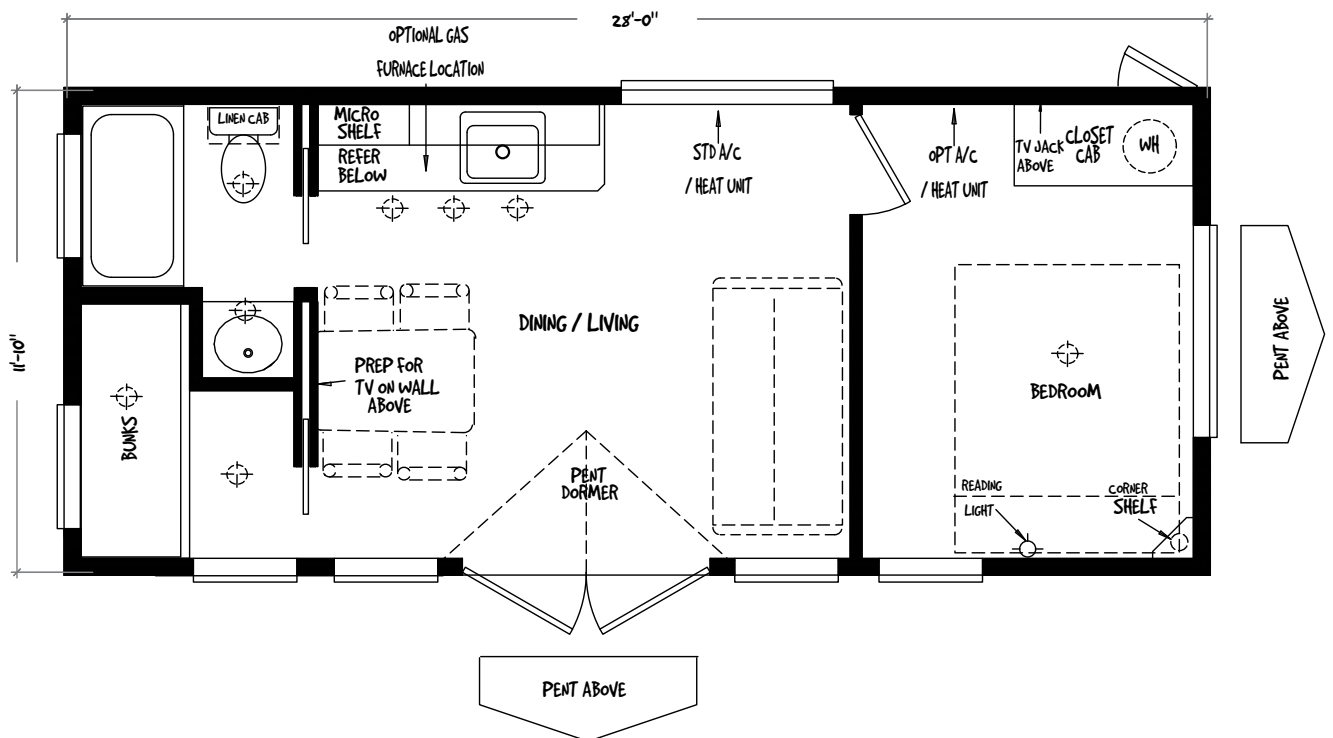 28'-0"
OPTIONAL GAS
FURNACE LOCATION
LINEN CAB
MICRO
SHELF
REFER
BELOW
STD A/C
/ HEAT UNIT
OPT A/C
/ HEAT UNIT
TV JACK
ABOVE
CLOSET
CAB
WH
11'-10"
DINING / LIVING
PREP FOR
TV ON WALL
ABOVE
BUNKS
BEDROOM
PENT ABOVE
PENT
DORMER
READING
LIGHT
CORNER
SHELF
PENT ABOVE